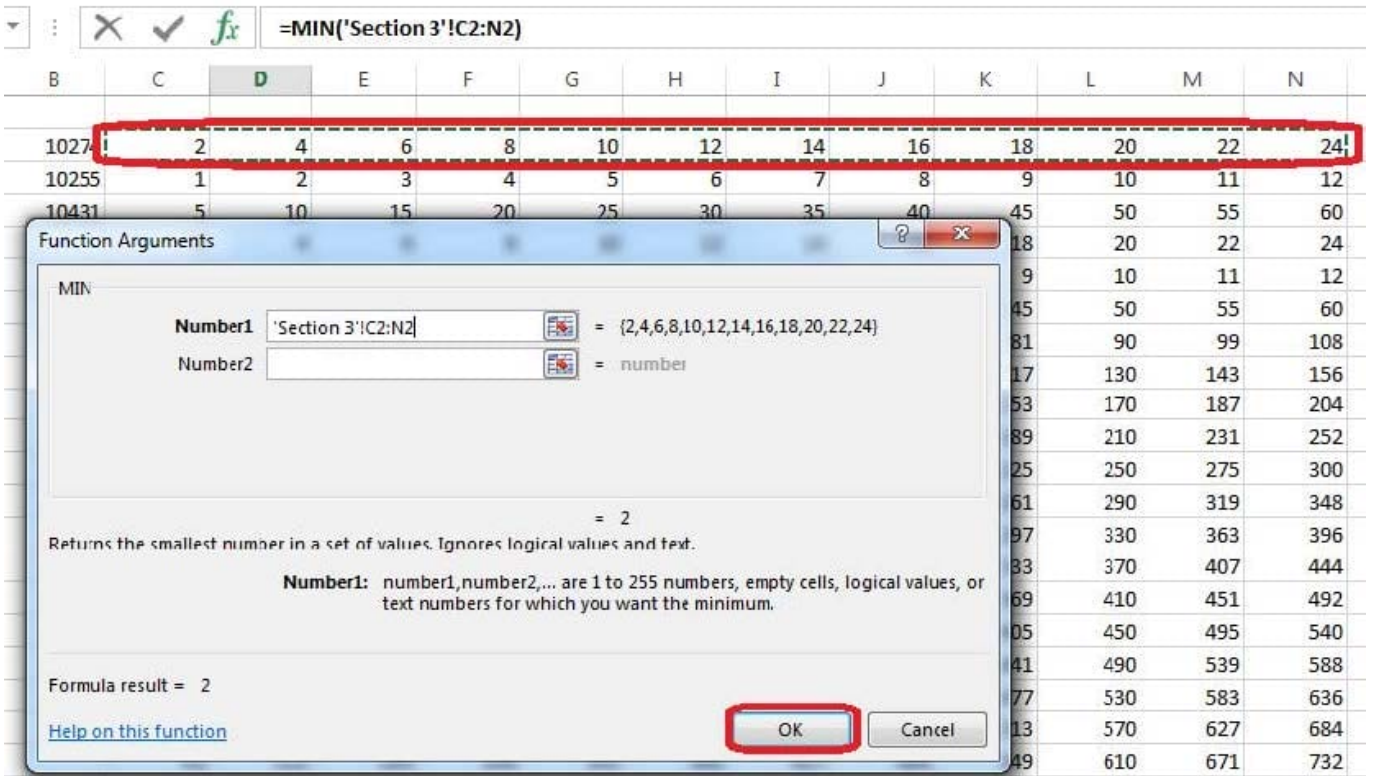 fx =MIN('Section 3'!C2:N2)
B C D E F G H I J K L M N
1027 2 4 6 8 10 12 14 16 18 20 22 24
10255 1 2 3 4 5 6 7 8 9 10 11 12
10431 5 10 15 20 25 30 35 40 45 50 55 60
Function Arguments ? 18 20 22 24
9 10 11 12
MIN
45 50 55 60
Number1 'Section 3'!C2:N2 = {2,4,6,8,10,12,14,16,18,20,22,24}
81 90 99 108
Number2 = number
17 130 143 156
53 170 187 204
89 210 231 252
25 250 275 300
61 290 319 348
= 2
97 330 363 396
Returns the smallest number in a set of values. Ignores logical values and text.
33 370 407 444
Number1: number1,number2,... are 1 to 255 numbers, empty cells, logical values, or
69 410 451 492
text numbers for which you want the minimum.
05 450 495 540
41 490 539 588
Formula result = 2
77 530 583 636
Help on this function OK Cancel
13 570 627 684
49 610 671 732